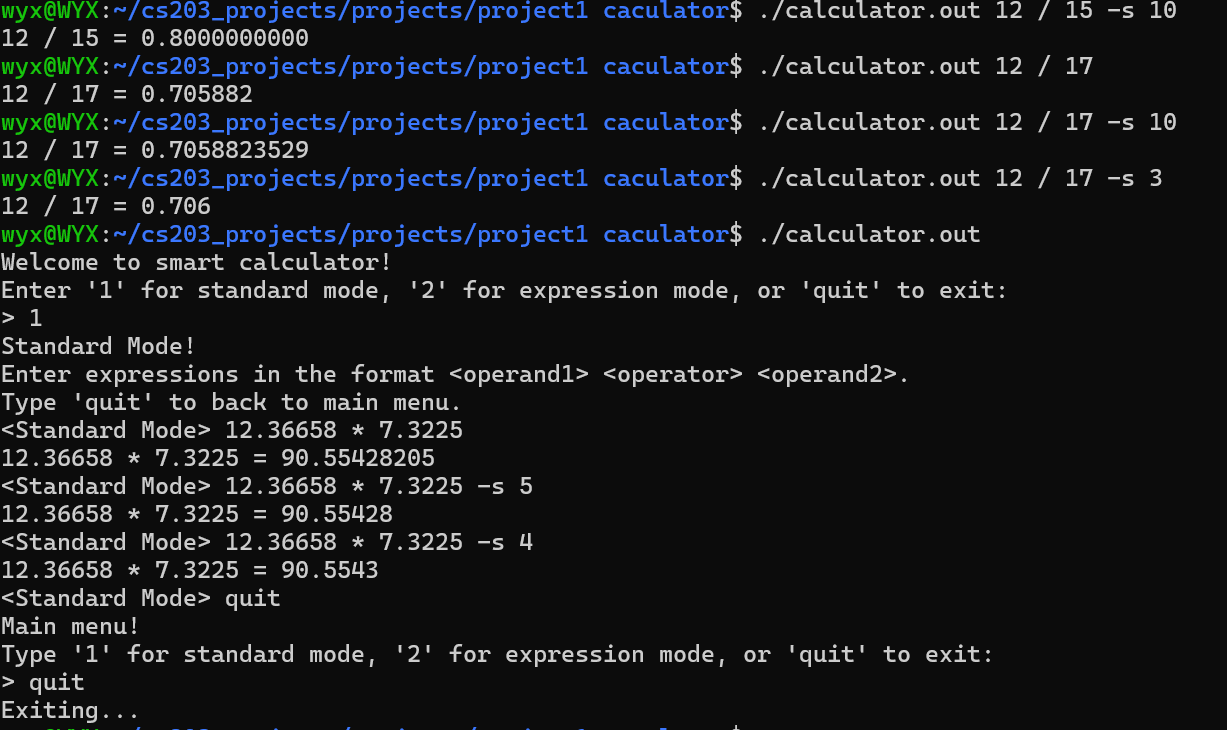 wyx@WYX:~/cs203_projects/projects/project1 caculator$ ./calculator.out 12 / 15 -s 10
12 / 15 = 0.8000000000
wyx@WYX:~/cs203_projects/projects/project1 caculator$ ./calculator.out 12 / 17
12 / 17 = 0.705882
wyx@WYX:~/cs203_projects/projects/project1 caculator$ ./calculator.out 12 / 17 -s 10
12 / 17 = 0.7058823529
wyx@WYX:~/cs203_projects/projects/project1 caculator$ ./calculator.out 12 / 17 -s 3
12 / 17 = 0.706
wyx@WYX:~/cs203_projects/projects/project1 caculator$ ./calculator.out
Welcome to smart calculator!
Enter '1' for standard mode, '2' for expression mode, or 'quit' to exit:
> 1
Standard Mode!
Enter expressions in the format <operand1> <operator> <operand2>.
Type 'quit' to back to main menu.
<Standard Mode> 12.36658 * 7.3225
12.36658 * 7.3225 = 90.55428205
<Standard Mode> 12.36658 * 7.3225 -s 5
12.36658 * 7.3225 = 90.55428
<Standard Mode> 12.36658 * 7.3225 -s 4
12.36658 * 7.3225 = 90.5543
<Standard Mode> quit
Main menu!
Type '1' for standard mode, '2' for expression mode, or 'quit' to exit:
> quit
Exiting...